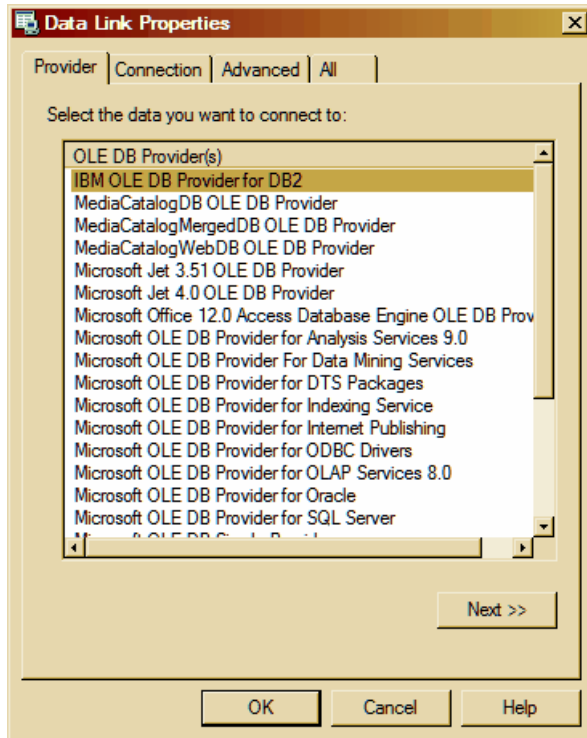 Data Link Properties
Provider
Connection
Advanced
All
Select the data you want to connect to:
OLE DB Provider(s)
IBM OLE DB Provider for DB2
MediaCatalogDB OLE DB Provider
MediaCatalogMergedDB OLE DB Provider
MediaCatalogWebDB OLE DB Provider
Microsoft Jet 3.51 OLE DB Provider
Microsoft Jet 4.0 OLE DB Provider
Microsoft Office 12.0 Access Database Engine OLE DB Prov
Microsoft OLE DB Provider for Analysis Services 9.0
Microsoft OLE DB Provider For Data Mining Services
Microsoft OLE DB Provider for DTS Packages
Microsoft OLE DB Provider for Indexing Service
Microsoft OLE DB Provider for Internet Publishing
Microsoft OLE DB Provider for ODBC Drivers
Microsoft OLE DB Provider for OLAP Services 8.0
Microsoft OLE DB Provider for Oracle
Microsoft OLE DB Provider for SQL Server
Next >>
OK
Cancel
Help